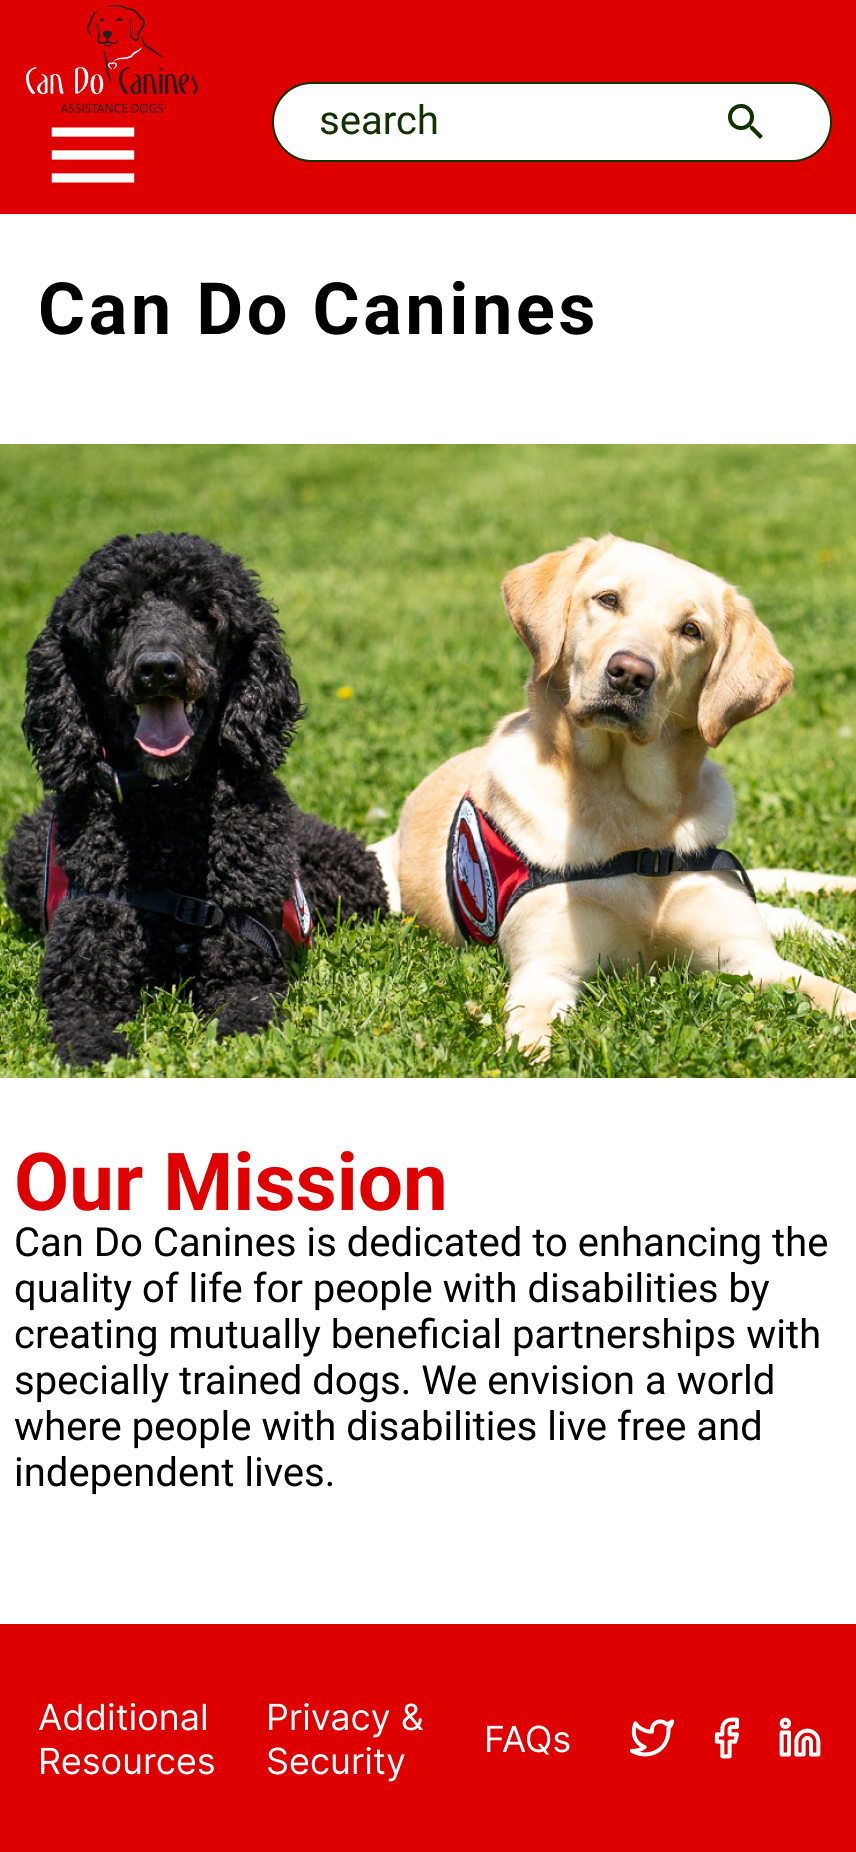 Can Do Canines
ASSISTANCE DOGS
search
Can Do Canines
Our Mission
Can Do Canines is dedicated to enhancing the
quality of life for people with disabilities by
creating mutually beneficial partnerships with
specially trained dogs. We envision a world
where people with disabilities live free and
independent lives.
Additional
Resources
Privacy &
Security
FAQs